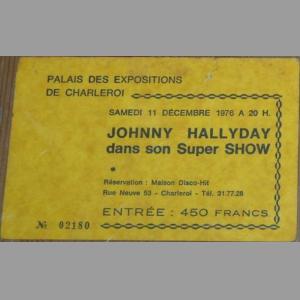 PALAIS DES EXPOSITIONS
DE CHARLEROI
SAMEDI 11 DÉCEMBRE 1976 A 20 H.
JOHNNY HALLYDAY
dans son Super SHOW
Réservation : Maison Disco-Hit
Rue Neuve 53 - Charleroi - Tél. 31.77.28
ENTRÉE : 450 FRANCS
№ 02180